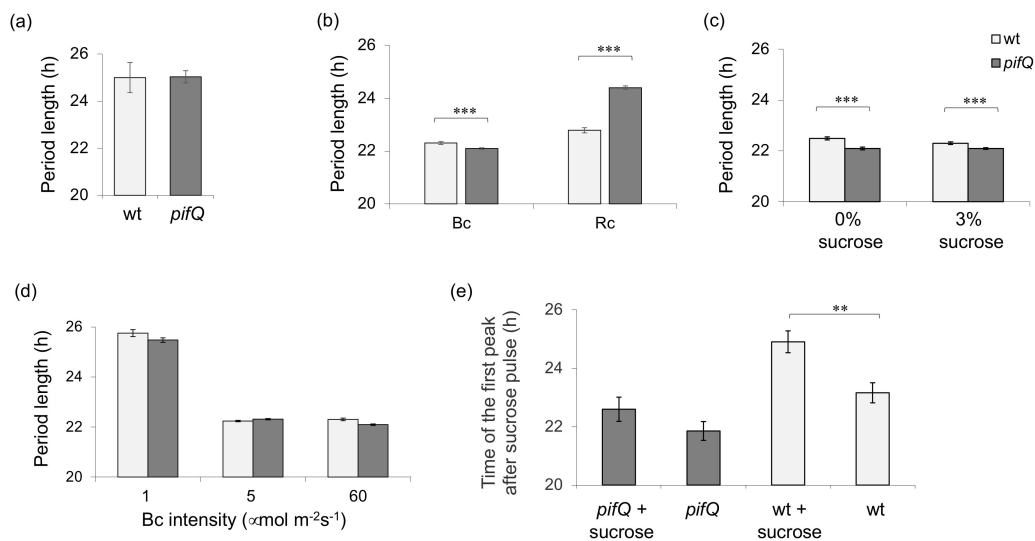 (a)
Period length (h)
26
24
22
20
wt pifQ
(b)
Period length (h)
26
24
22
20
***
***
Bc Rc
(c)
Period length (h)
26
24
22
20
wt
pifQ
***
***
0%
sucrose
3%
sucrose
(d)
Period length (h)
26
24
22
20
1 5 60
Bc intensity (∝mol m-2s-1)
(e)
Time of the first peak
after sucrose pulse (h)
26
24
22
20
**
pifQ +
sucrose
pifQ
wt +
sucrose
wt